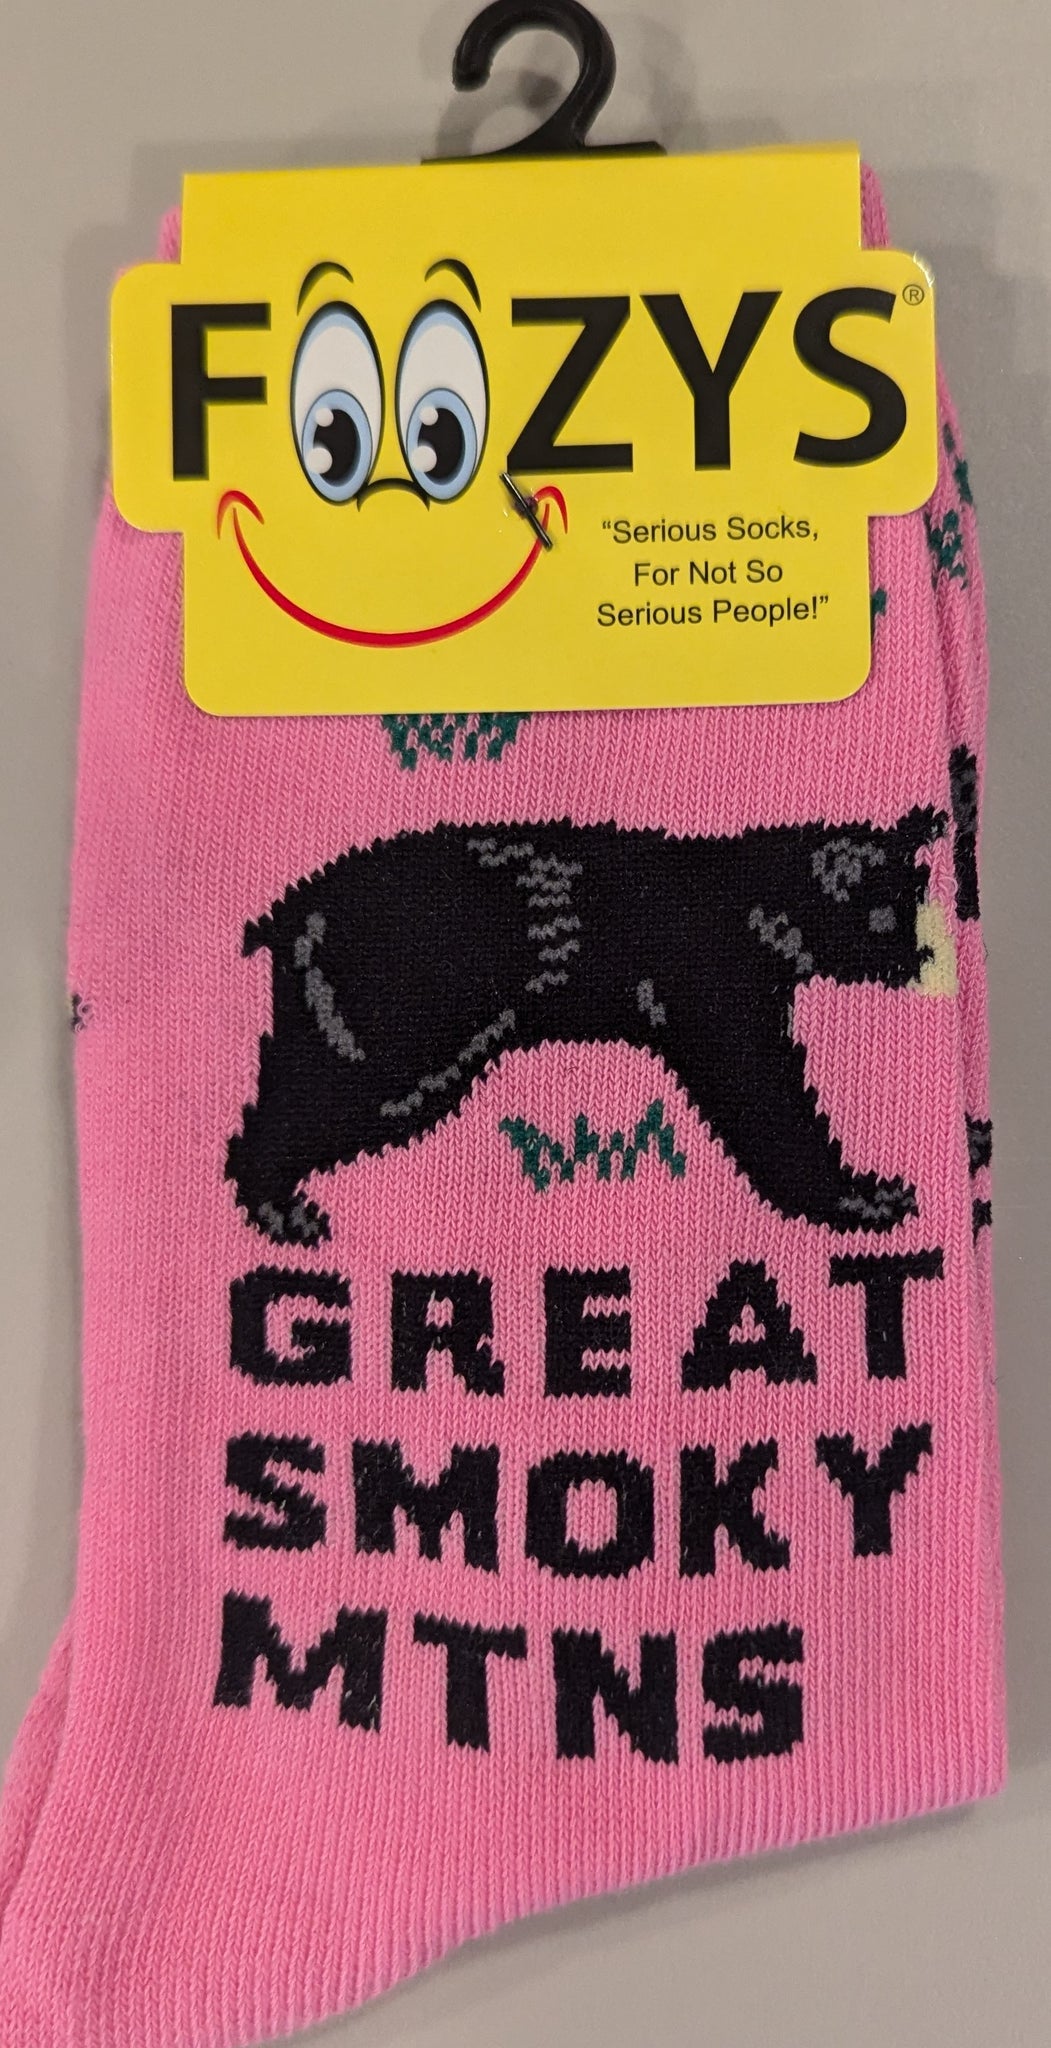 FOOZYS®
“Serious Socks,
For Not So
Serious People!”
GREAT
SMOKY
MTNS